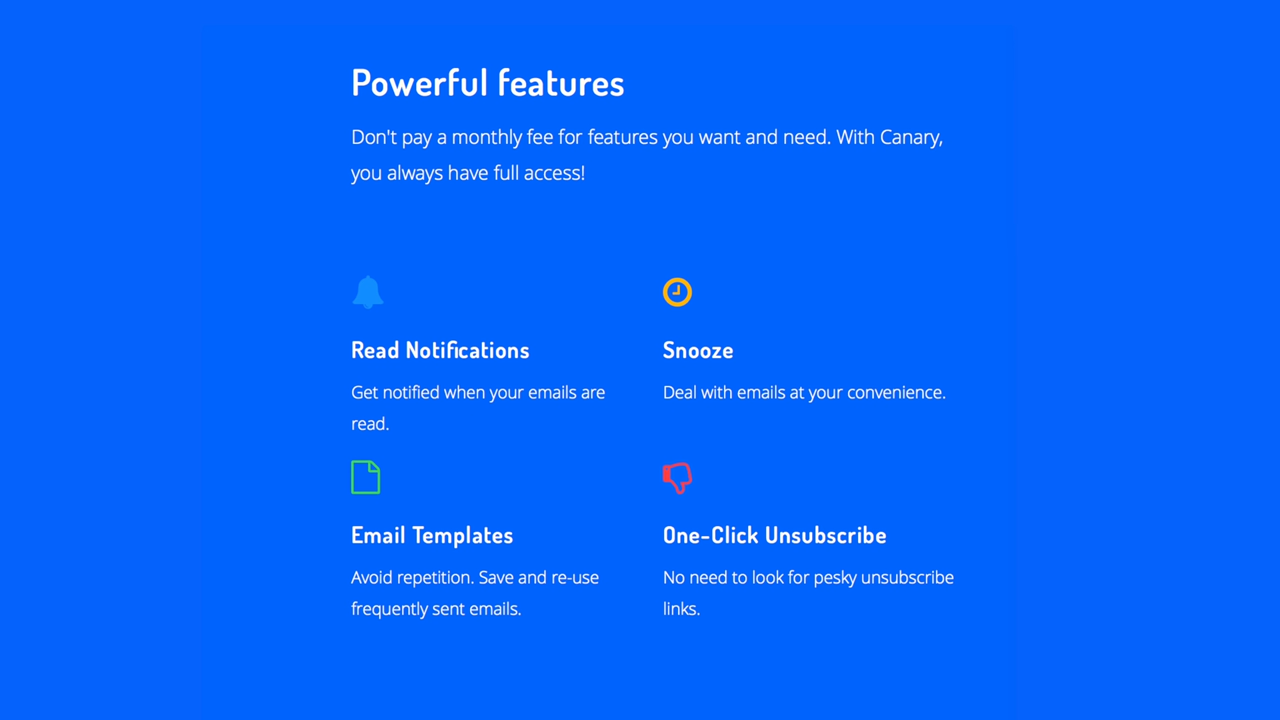 Powerful features
Don't pay a monthly fee for features you want and need. With Canary,
you always have full access!
Read Notifications
Get notified when your emails are
read.
Snooze
Deal with emails at your convenience.
Email Templates
Avoid repetition. Save and re-use
frequently sent emails.
One-Click Unsubscribe
No need to look for pesky unsubscribe
links.